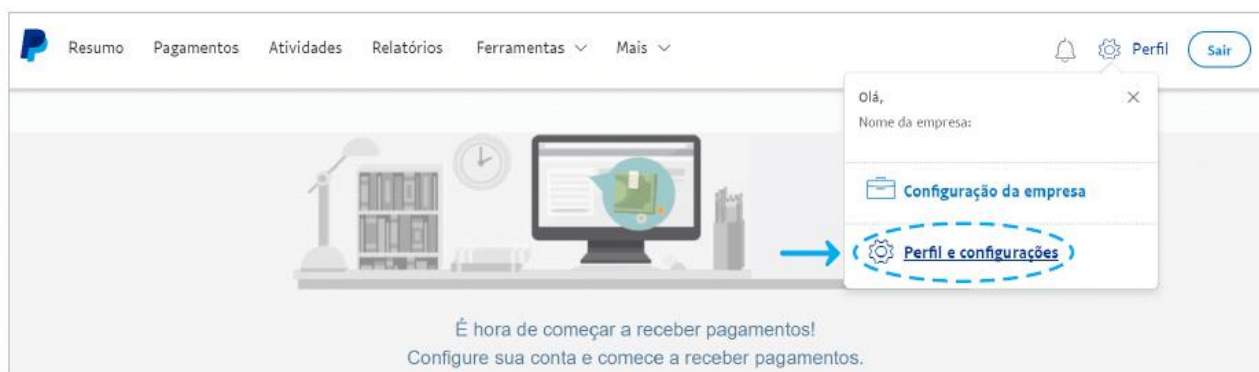 Resumo Pagamentos Atividades Relatórios Ferramentas Mais Perfil Sair
Olá,
Nome da empresa:
Configuração da empresa
Perfil e configurações
É hora de começar a receber pagamentos!
Configure sua conta e comece a receber pagamentos.